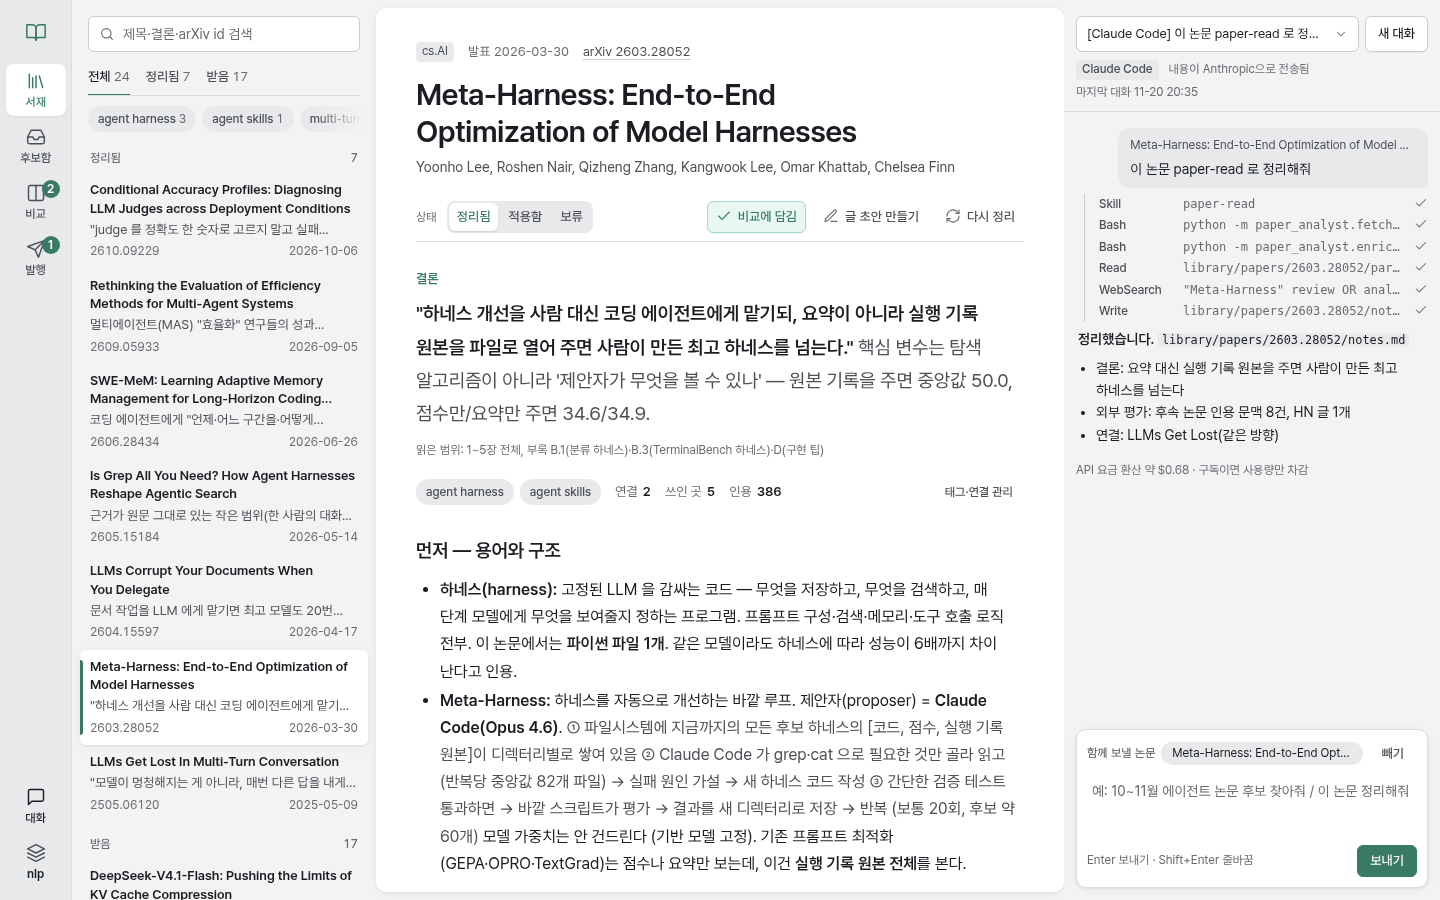 서재
후보함
비교
2
발행
1
대화
nlp
제목·결론·arXiv id 검색
전체 24 정리됨 7 받음 17
agent harness 3 agent skills 1
정리됨 7
Conditional Accuracy Profiles: Diagnosing
LLM Judges across Deployment Conditions
"judge 를 정확도 한 숫자로 고르지 말고 실패...
2610.09229 2026-10-06
Rethinking the Evaluation of Efficiency
Methods for Multi-Agent Systems
멀티에이전트(MAS) "효율화" 연구들의 성과...
2609.05933 2026-09-05
SWE-MeM: Learning Adaptive Memory
Management for Long-Horizon Coding...
코딩 에이전트에게 "언제·어느 구간을·어떻게...
2606.28434 2026-06-26
Is Grep All You Need? How Agent Harnesses
Reshape Agentic Search
근거가 원문 그대로 있는 작은 범위(한 사람의 대화...
2605.15184 2026-05-14
LLMs Corrupt Your Documents When
You Delegate
문서 작업을 LLM 에게 맡기면 최고 모델도 20번...
2604.15597 2026-04-17
Meta-Harness: End-to-End Optimization of
Model Harnesses
"하네스 개선을 사람 대신 코딩 에이전트에게 맡기...
2603.28052 2026-03-30
LLMs Get Lost In Multi-Turn Conversation
"모델이 멍청해지는 게 아니라, 매번 다른 답을 내게...
2505.06120 2025-05-09
받음 17
DeepSeek-V4.1-Flash: Pushing the Limits of
KV Cache Compression
cs.AI 발표 2026-03-30 arXiv 2603.28052
Meta-Harness: End-to-End
Optimization of Model Harnesses
Yoonho Lee, Roshen Nair, Qizheng Zhang, Kangwook Lee, Omar Khattab, Chelsea Finn
상태 정리됨 적용함 보류 비교에 담김 글 초안 만들기 다시 정리
결론
"하네스 개선을 사람 대신 코딩 에이전트에게 맡기되, 요약이 아니라 실행 기록
원본을 파일로 열어 주면 사람이 만든 최고 하네스를 넘는다." 핵심 변수는 탐색
알고리즘이 아니라 '제안자가 무엇을 볼 수 있나' — 원본 기록을 주면 중앙값 50.0,
점수만/요약만 주면 34.6/34.9.
읽은 범위: 1~5장 전체, 부록 B.1(분류 하네스)·B.3(TerminalBench 하네스)·D(구현 팁)
agent harness agent skills 연결 2 쓰인 곳 5 인용 386 태그·연결 관리
먼저 — 용어와 구조
• 하네스(harness): 고정된 LLM 을 감싸는 코드 — 무엇을 저장하고, 무엇을 검색하고, 매
단계 모델에게 무엇을 보여줄지 정하는 프로그램. 프롬프트 구성·검색·메모리·도구 호출 로직
전부. 이 논문에서는 파이썬 파일 1개. 같은 모델이라도 하네스에 따라 성능이 6배까지 차이
난다고 인용.
• Meta-Harness: 하네스를 자동으로 개선하는 바깥 루프. 제안자(proposer) = Claude
Code(Opus 4.6). ① 파일시스템에 지금까지의 모든 후보 하네스의 [코드, 점수, 실행 기록
원본]이 디렉터리별로 쌓여 있음 ② Claude Code 가 grep·cat 으로 필요한 것만 골라 읽고
(반복당 중앙값 82개 파일) → 실패 원인 가설 → 새 하네스 코드 작성 ③ 간단한 검증 테스트
통과하면 → 바깥 스크립트가 평가 → 결과를 새 디렉터리로 저장 → 반복 (보통 20회, 후보 약
60개) 모델 가중치는 안 건드린다 (기반 모델 고정). 기존 프롬프트 최적화
(GEPA·OPRO·TextGrad)는 점수나 요약만 보는데, 이건 실행 기록 원본 전체를 본다.
[Claude Code] 이 논문 paper-read 로 정... 새 대화
Claude Code 내용이 Anthropic으로 전송됨
마지막 대화 11-20 20:35
Meta-Harness: End-to-End Optimization of Model ...
이 논문 paper-read 로 정리해줘
Skill paper-read
Bash python -m paper_analyst.fetch…
Bash python -m paper_analyst.enric…
Read library/papers/2603.28052/par…
WebSearch "Meta-Harness" review OR anal…
Write library/papers/2603.28052/not…
정리했습니다. library/papers/2603.28052/notes.md
• 결론: 요약 대신 실행 기록 원본을 주면 사람이 만든 최고
하네스를 넘는다
• 외부 평가: 후속 논문 인용 문맥 8건, HN 글 1개
• 연결: LLMs Get Lost(같은 방향)
API 요금 환산 약 $0.68 · 구독이면 사용량만 차감
함께 보낼 논문 Meta-Harness: End-to-End Opt... 빼기
예: 10~11월 에이전트 논문 후보 찾아줘 / 이 논문 정리해줘
Enter 보내기 · Shift+Enter 줄바꿈 보내기